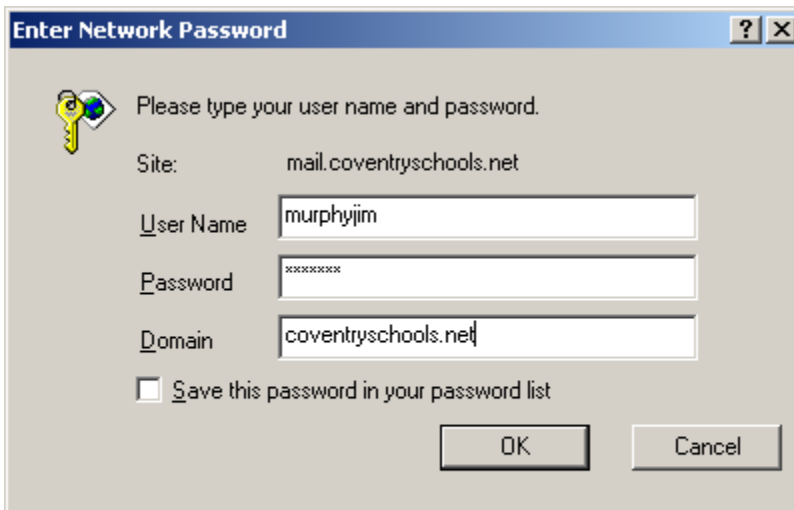 Enter Network Password
Please type your user name and password.
Site: mail.coventryschools.net
User Name murphyjim
Password xxxxxxx
Domain coventryschools.net
Save this password in your password list
OK Cancel